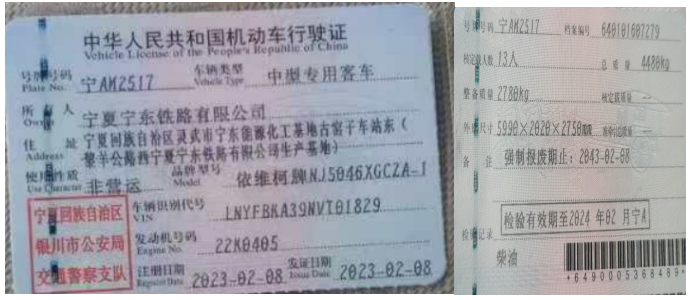 中华人民共和国机动车行驶证
Vehicle License of the People's Republic of China
号牌号码 宁AM2517 车辆类型 中型专用客车
Plate No. Vehicle Type
所有人 宁夏宁东铁路有限公司
Owner
住址 宁夏回族自治区灵武市宁东能源化工基地古窑子车站东(
Address 黎羊公路西宁夏宁东铁路有限公司生产基地)
使用性质 非营运 品牌型号 依维柯牌NJ5046XGCZA-1
Use Character Model
宁夏回族自治区
银川市公安局
交通警察支队
车辆识别代号 LNYFBKA39NVT01829
VIN
发动机号码 22K0405
Engine No.
注册日期 2023-02-08 发证日期 2023-02-08
Register Date Issue Date
号牌号码 宁AM2517 档案编号 640101607279
核定载人数 13人 总质量 4480kg
整备质量 2780kg 核定载质量 --
外廓尺寸 5990×2020×2750mm 准牵引总质量 --
备注 强制报废期止:2043-02-08
检验有效期至2024年02月宁A
检验记录
柴油
*6490005368489*